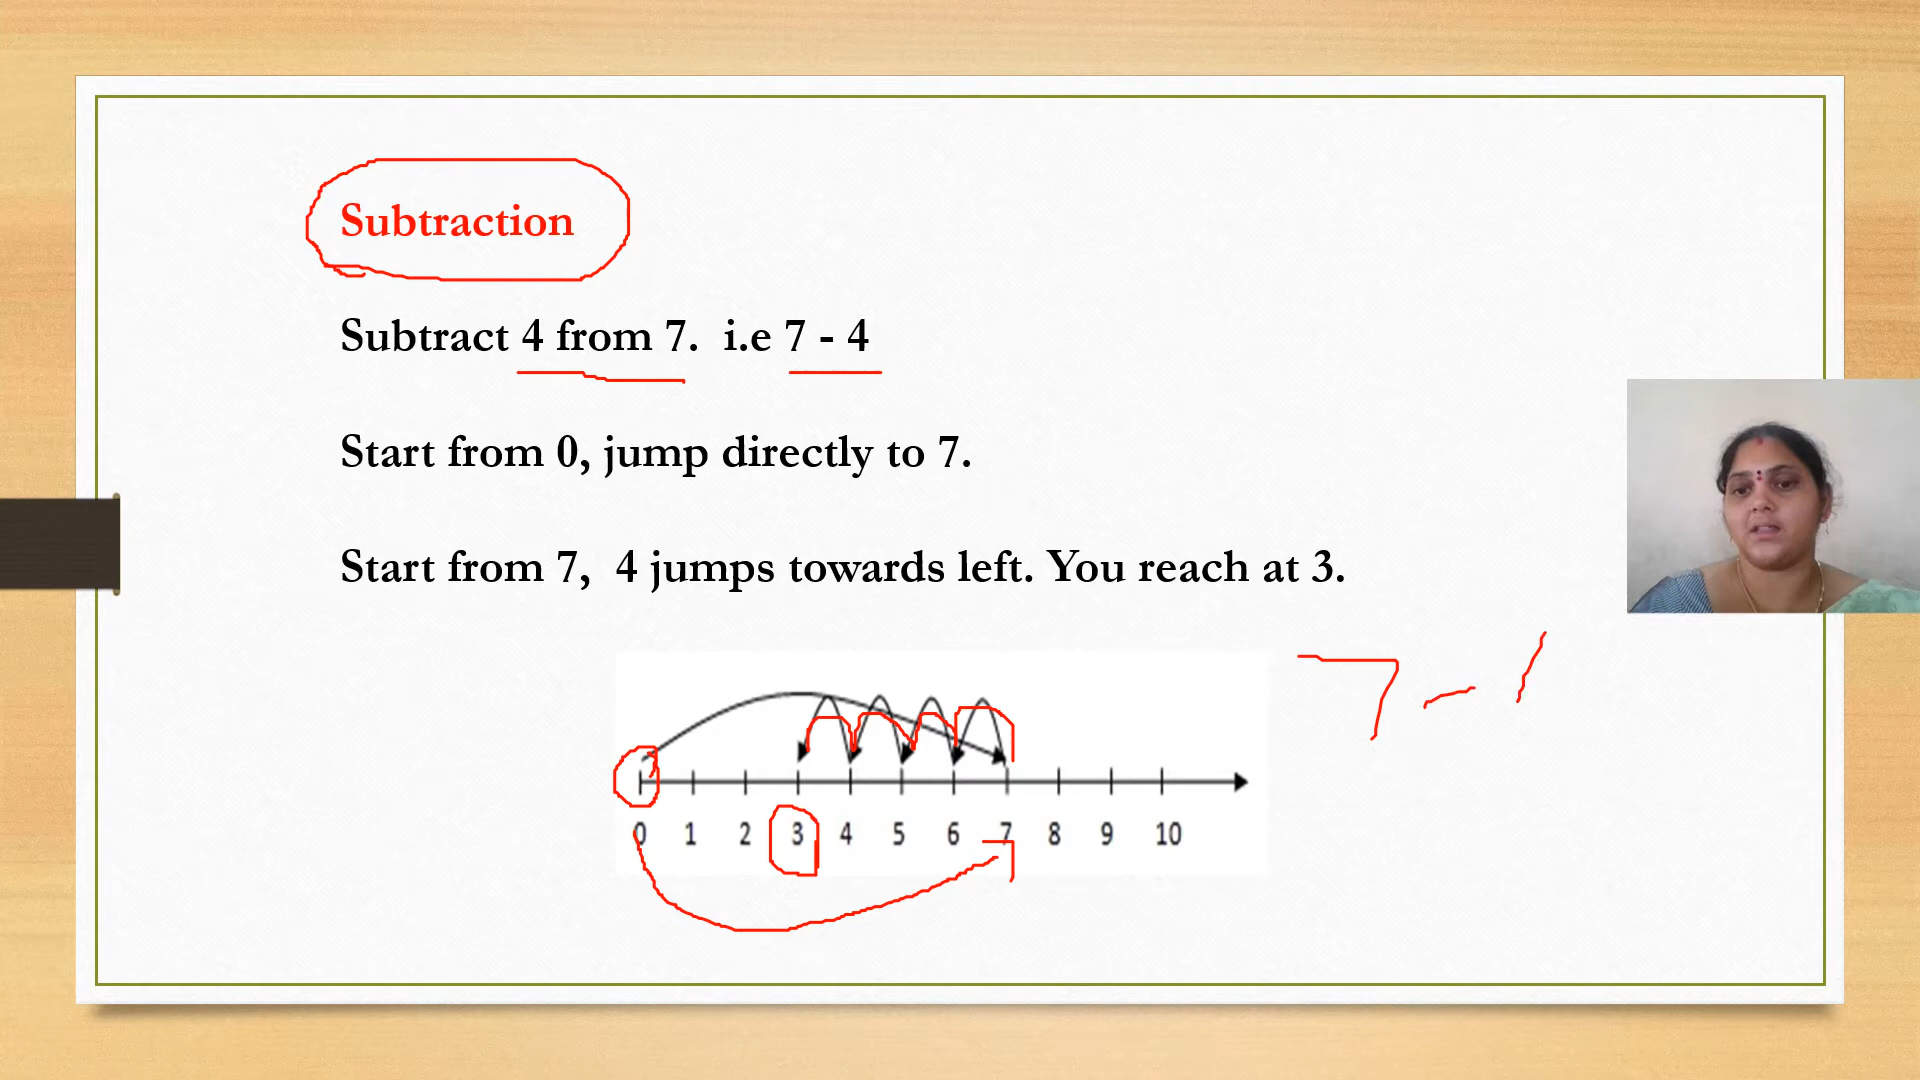 Subtraction
Subtract 4 from 7. i.e 7 - 4
Start from 0, jump directly to 7.
Start from 7, 4 jumps towards left. You reach at 3.
7 -
0 1 2 3 4 5 6 7 8 9 10